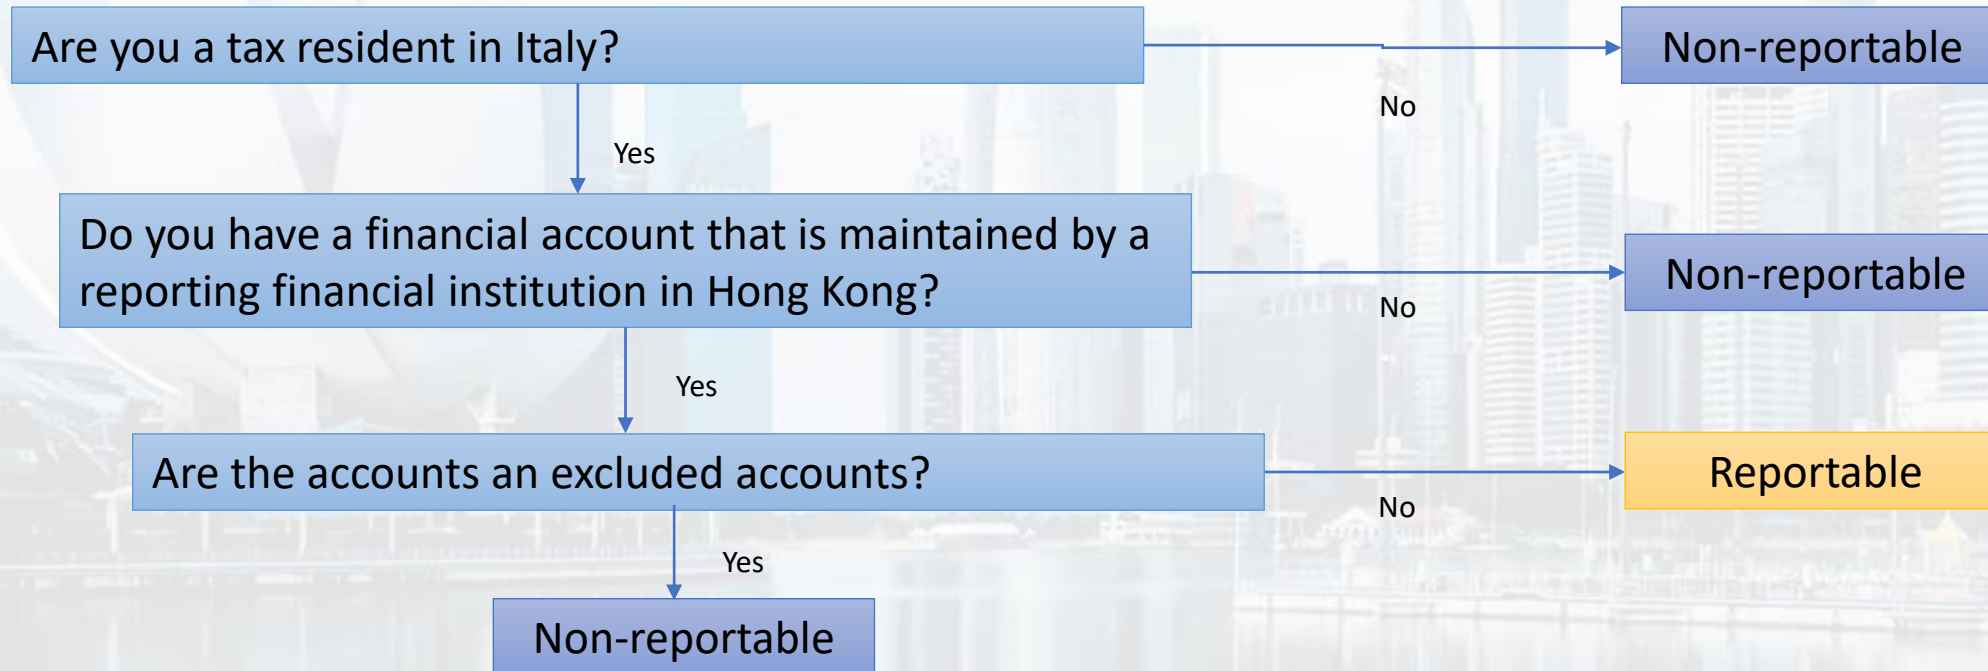 Are you a tax resident in Italy?
Non-reportable
No
Yes
Do you have a financial account that is maintained by a
reporting financial institution in Hong Kong?
Non-reportable
No
Yes
Are the accounts an excluded accounts?
Reportable
No
Yes
Non-reportable